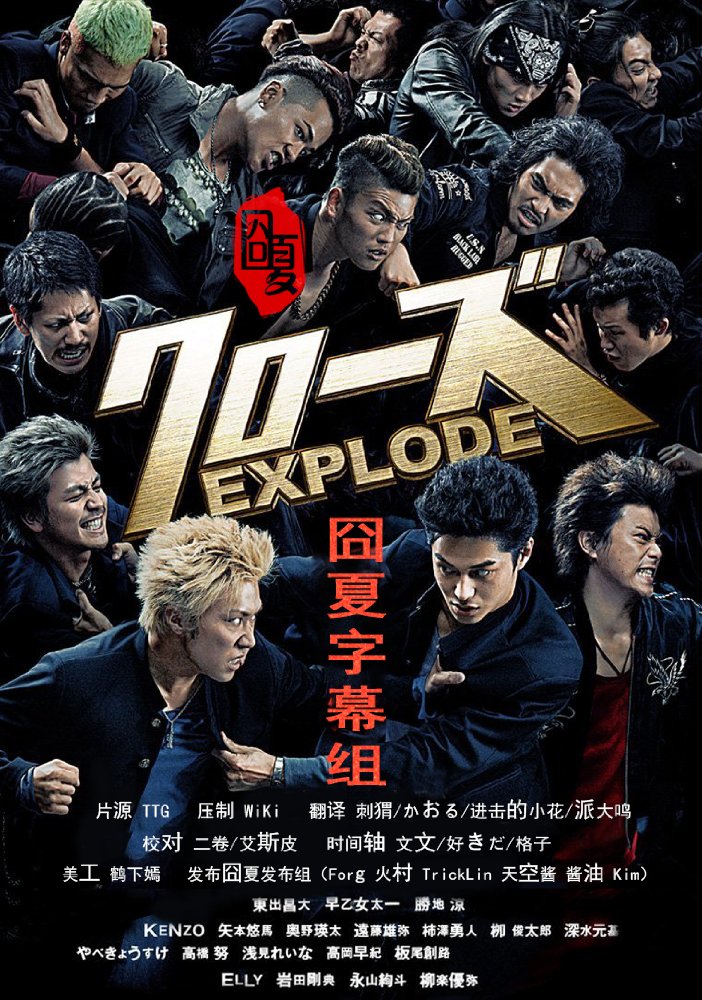 囧夏
クローズ
EXPLODE
囧夏字幕组
片源 TTG 压制 WiKi 翻译 刺猬/かおる/进击的小花/派大鸣
校对 二卷/艾斯皮 时间轴 文文/好きだ/格子
美工 鹤下嫣 发布囧夏发布组（Forg 火村 TrickLin 天空酱 酱油 Kim）
東出昌大 早乙女太一 勝地 涼
KENZO 矢本悠馬 奥野瑛太 遠藤雄弥 柿澤勇人 柳 俊太郎 深水元基
やべきょうすけ 高橋 努 浅見れいな 高岡早紀 板尾創路
ELLY 岩田剛典 永山絢斗 柳楽優弥